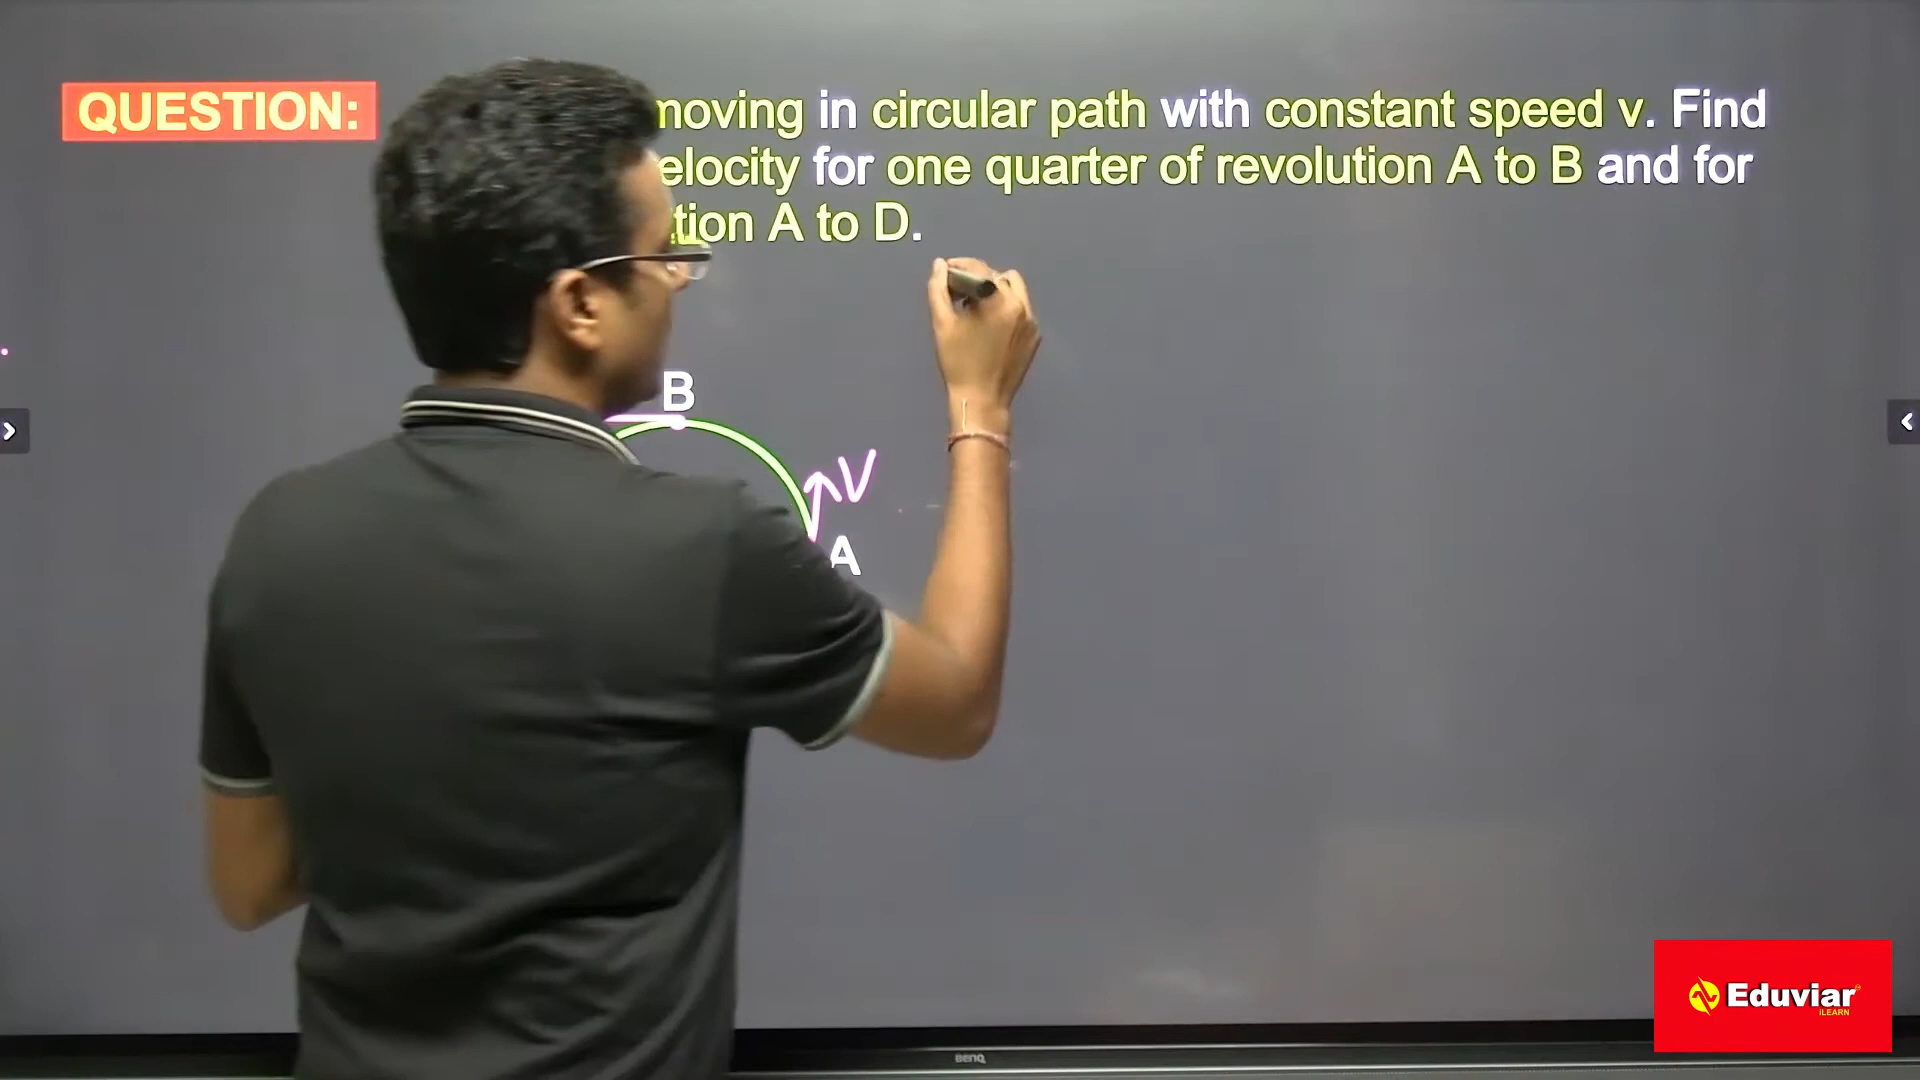 QUESTION: moving in circular path with constant speed v. Find
elocity for one quarter of revolution A to B and for
tion A to D.
B
V
A
Eduviar
iLEARN
BenQ